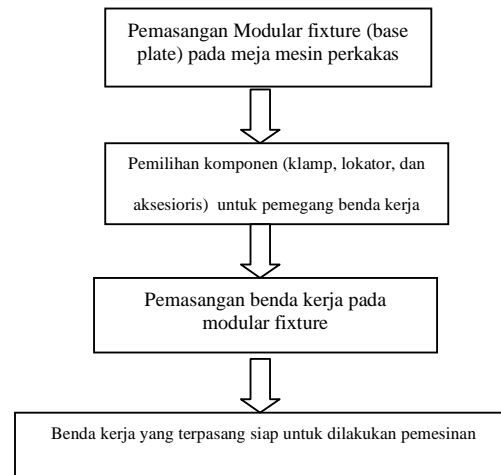 Pemasangan Modular fixture (base
plate) pada meja mesin perkakas
Pemilihan komponen (klamp, lokator, dan
aksesioris) untuk pemegang benda kerja
Pemasangan benda kerja pada
modular fixture
Benda kerja yang terpasang siap untuk dilakukan pemesinan